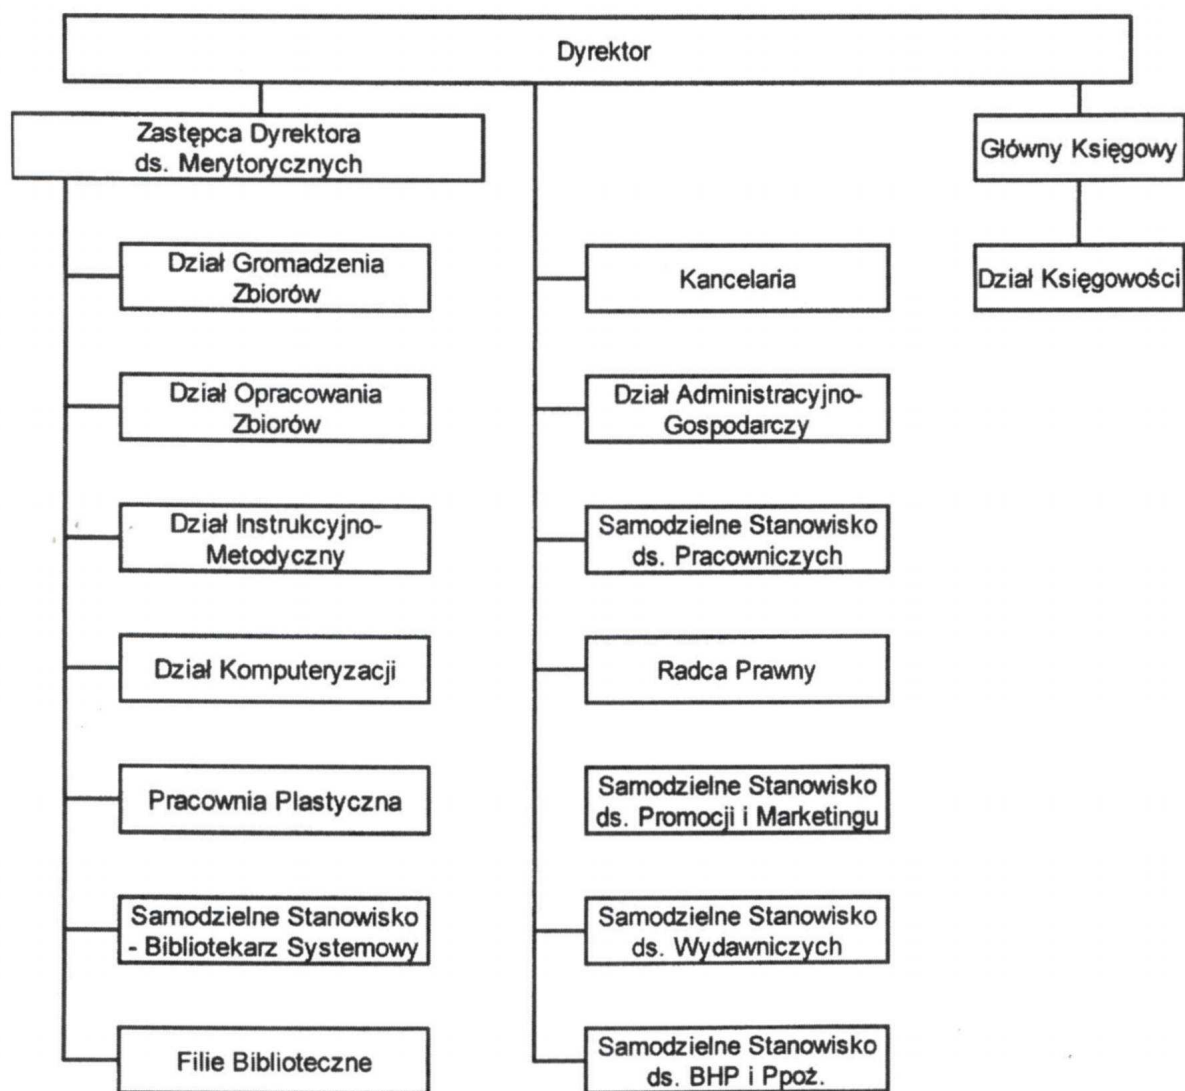 Dyrektor
Zastępca Dyrektora
ds. Merytorycznych
Główny Księgowy
Dział Gromadzenia
Zbiorów
Kancelaria
Dział Księgowości
Dział Opracowania
Zbiorów
Dział Administracyjno-
Gospodarczy
Dział Instrukcyjno-
Metodyczny
Samodzielne Stanowisko
ds. Pracowniczych
Dział Komputeryzacji
Radca Prawny
Pracownia Plastyczna
Samodzielne Stanowisko
ds. Promocji i Marketingu
Samodzielne Stanowisko
- Bibliotekarz Systemowy
Samodzielne Stanowisko
ds. Wydawniczych
Filie Biblioteczne
Samodzielne Stanowisko
ds. BHP i Ppoż.